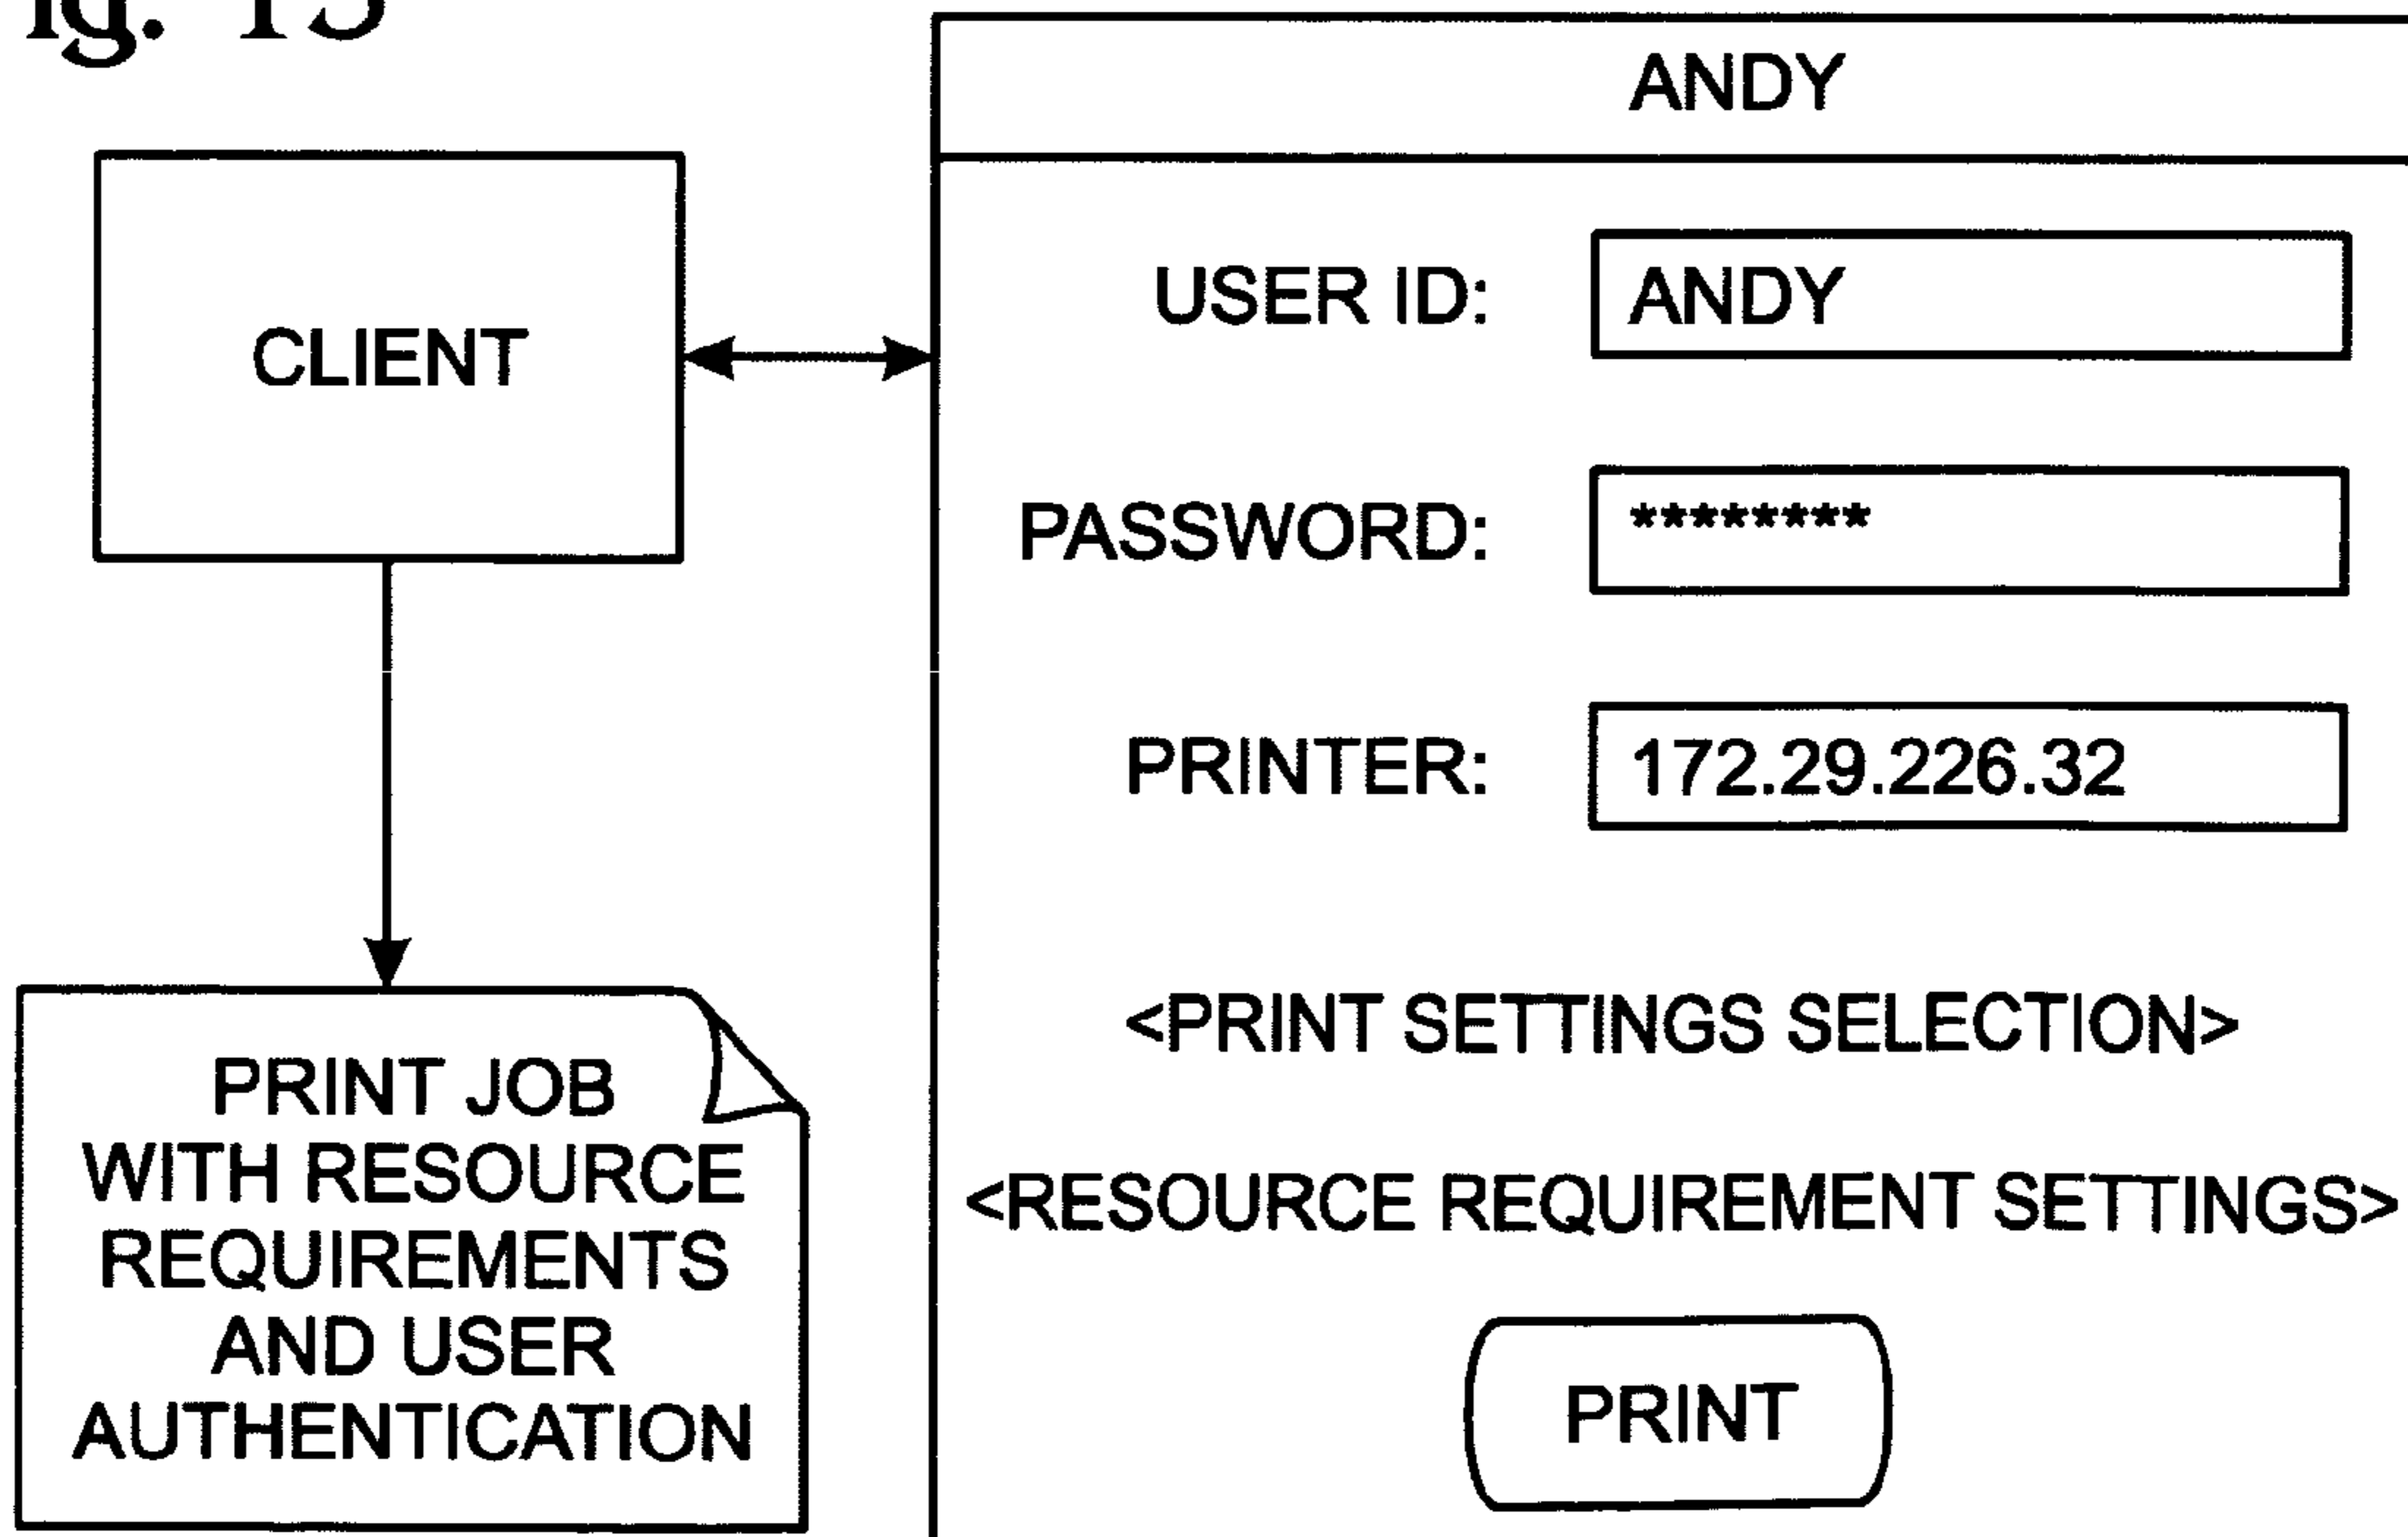 ig. 15
ANDY
CLIENT
USER ID: ANDY
PASSWORD: ********
PRINTER: 172.29.226.32
<PRINT SETTINGS SELECTION>
<RESOURCE REQUIREMENT SETTINGS>
PRINT
PRINT JOB
WITH RESOURCE
REQUIREMENTS
AND USER
AUTHENTICATION